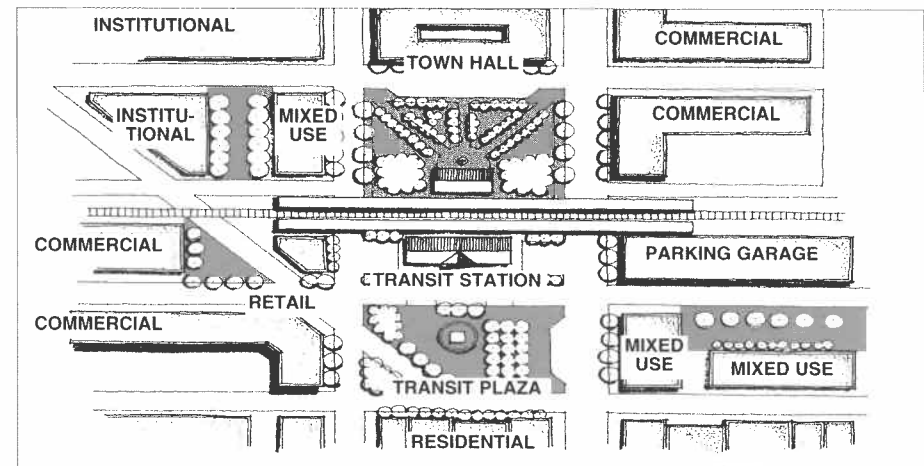 INSTITUTIONAL
COMMERCIAL
TOWN HALL
INSTITU-
TIONAL
MIXED
USE
COMMERCIAL
COMMERCIAL
TRANSIT STATION
PARKING GARAGE
RETAIL
COMMERCIAL
TRANSIT PLAZA
MIXED
USE
MIXED USE
RESIDENTIAL